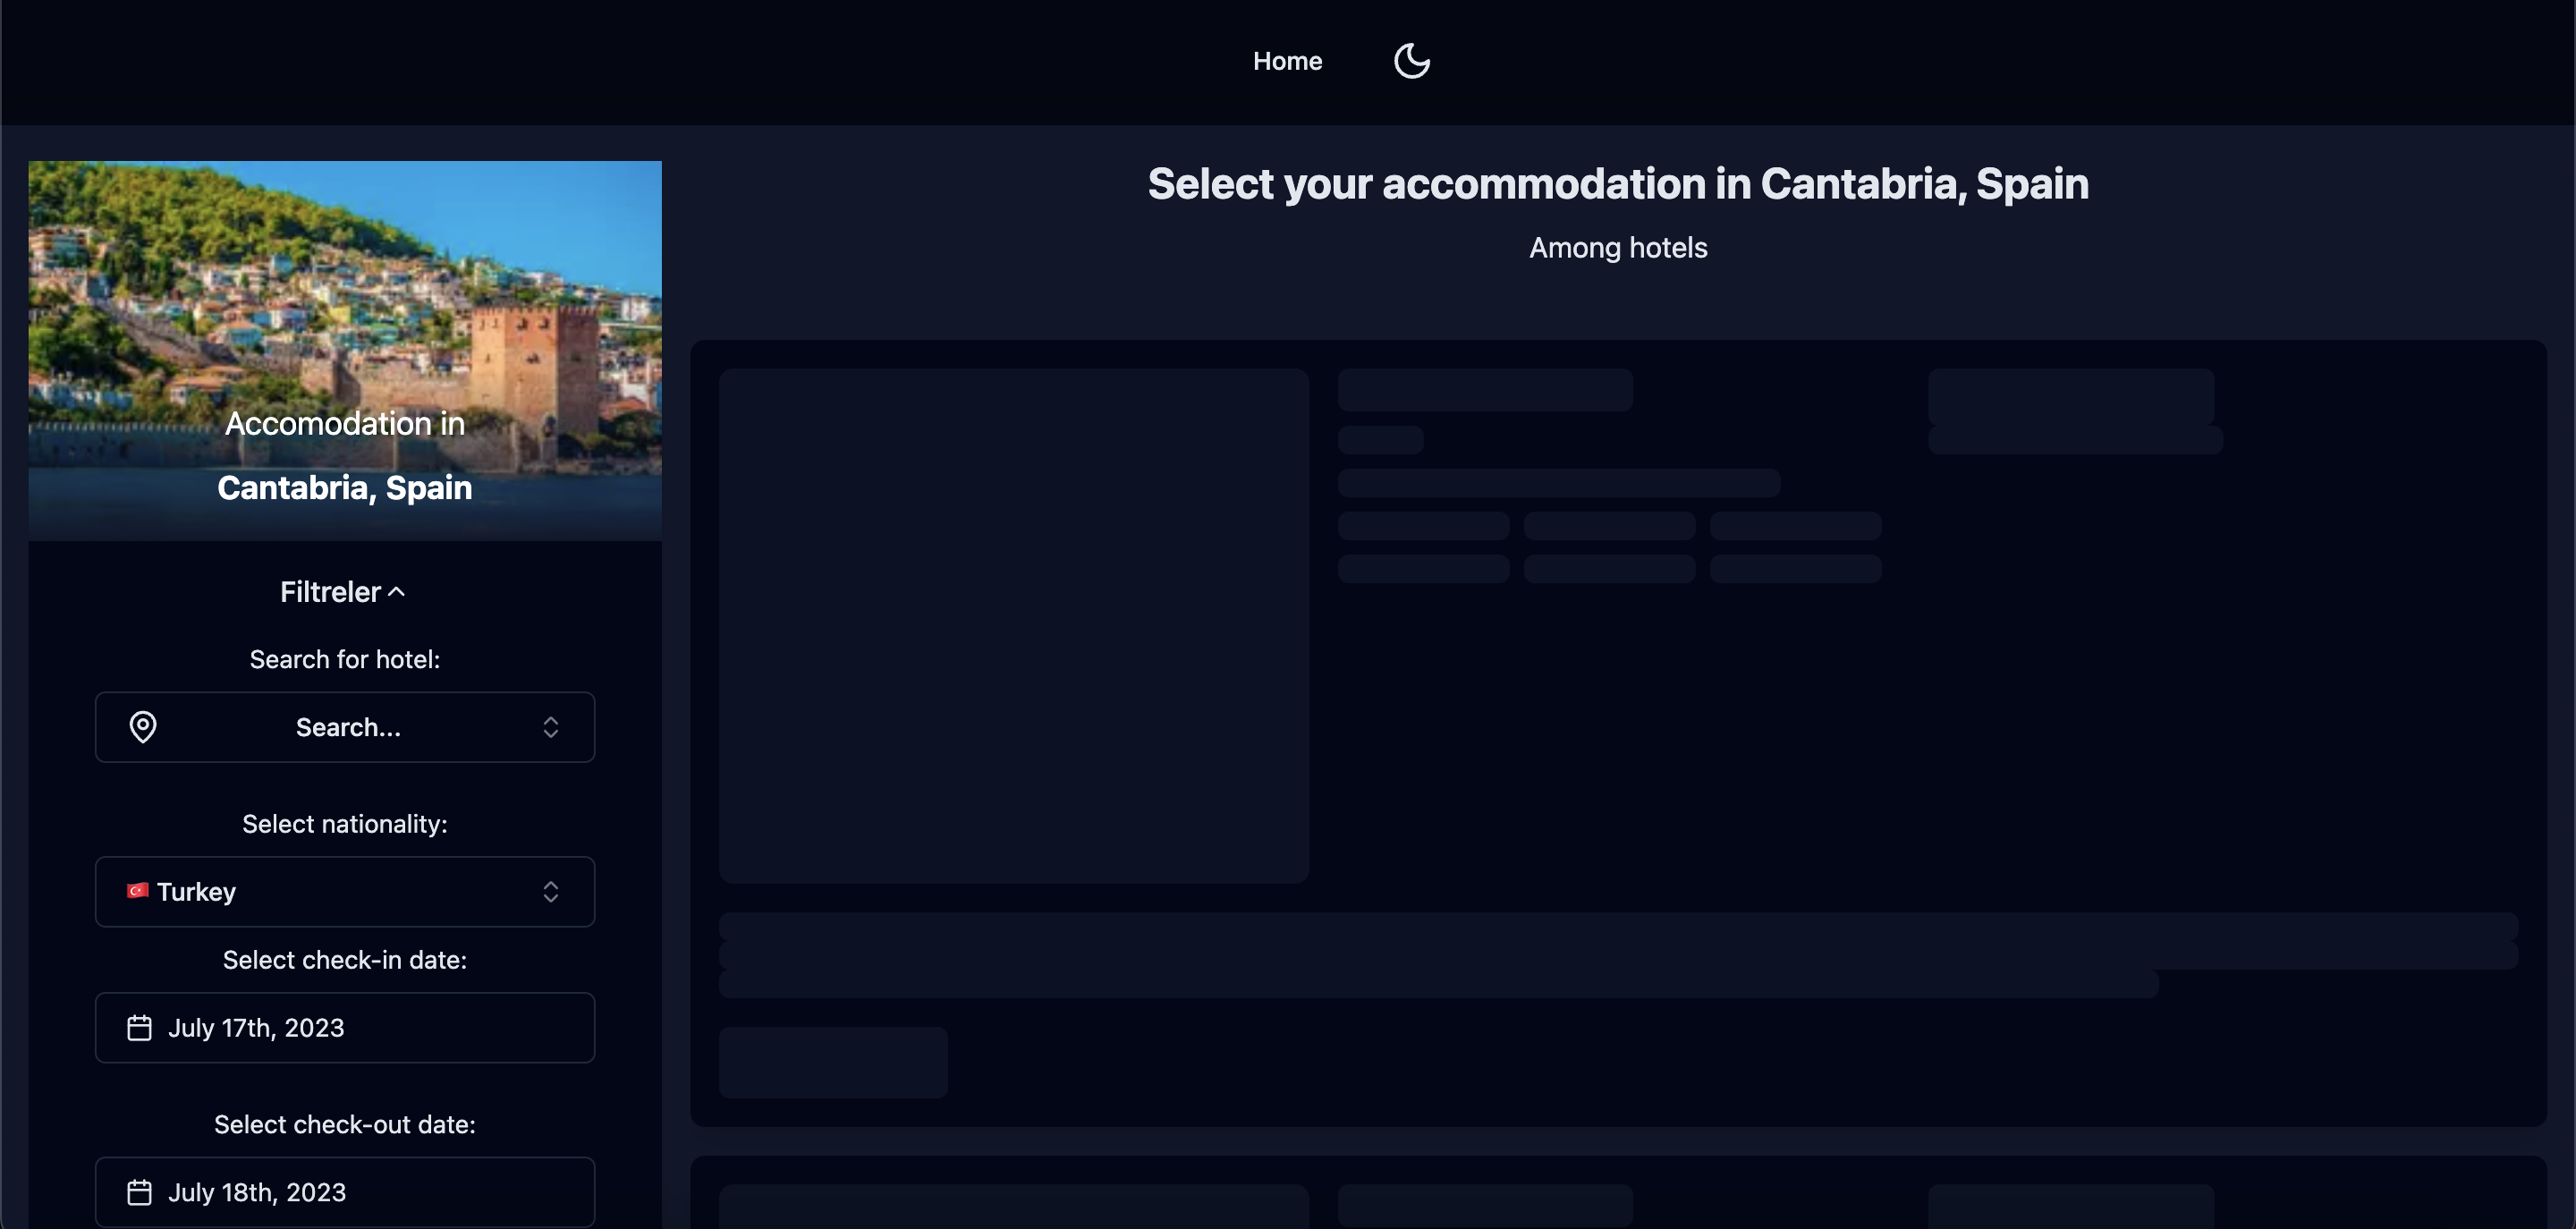 Home
Select your accommodation in Cantabria, Spain
Among hotels
Accomodation in
Cantabria, Spain
Filtreler
Search for hotel:
Search...
Select nationality:
Turkey
Select check-in date:
July 17th, 2023
Select check-out date:
July 18th, 2023